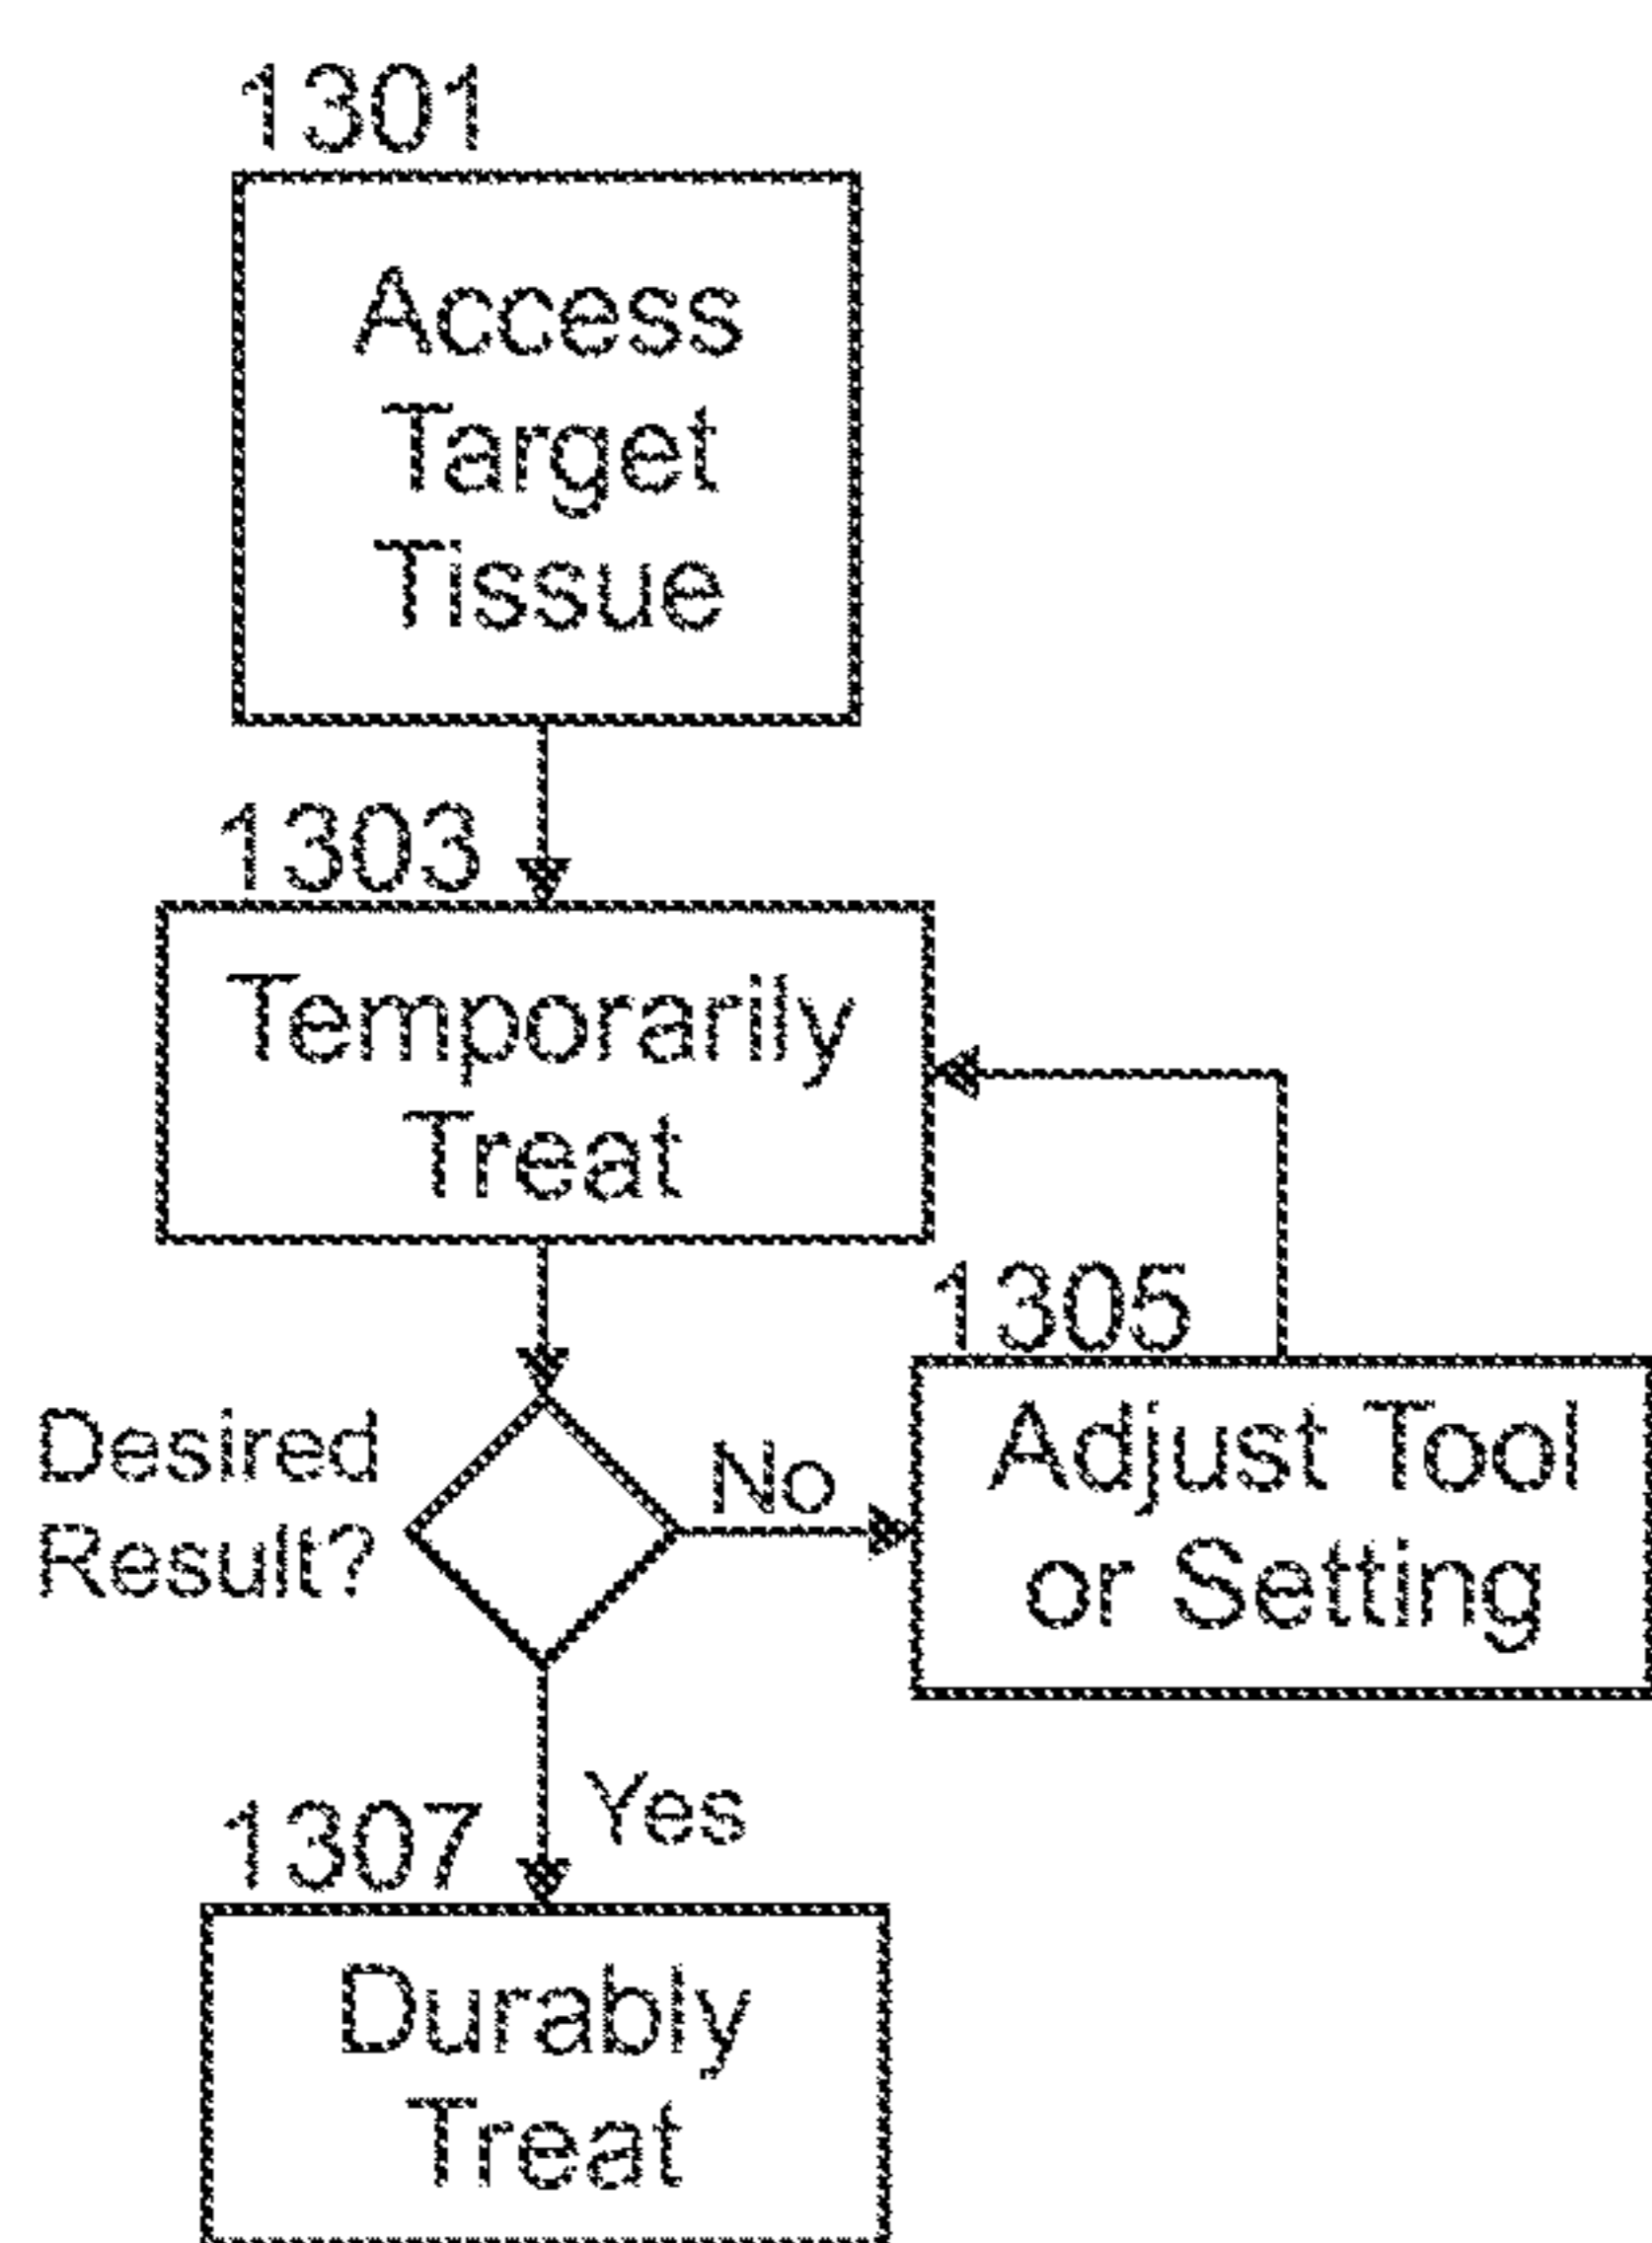 1301
Access
Target
Tissue
1303
Temporarily
Treat
1305
Adjust Tool
or Setting
Desired
Result?
No
Yes
1307
Durably
Treat